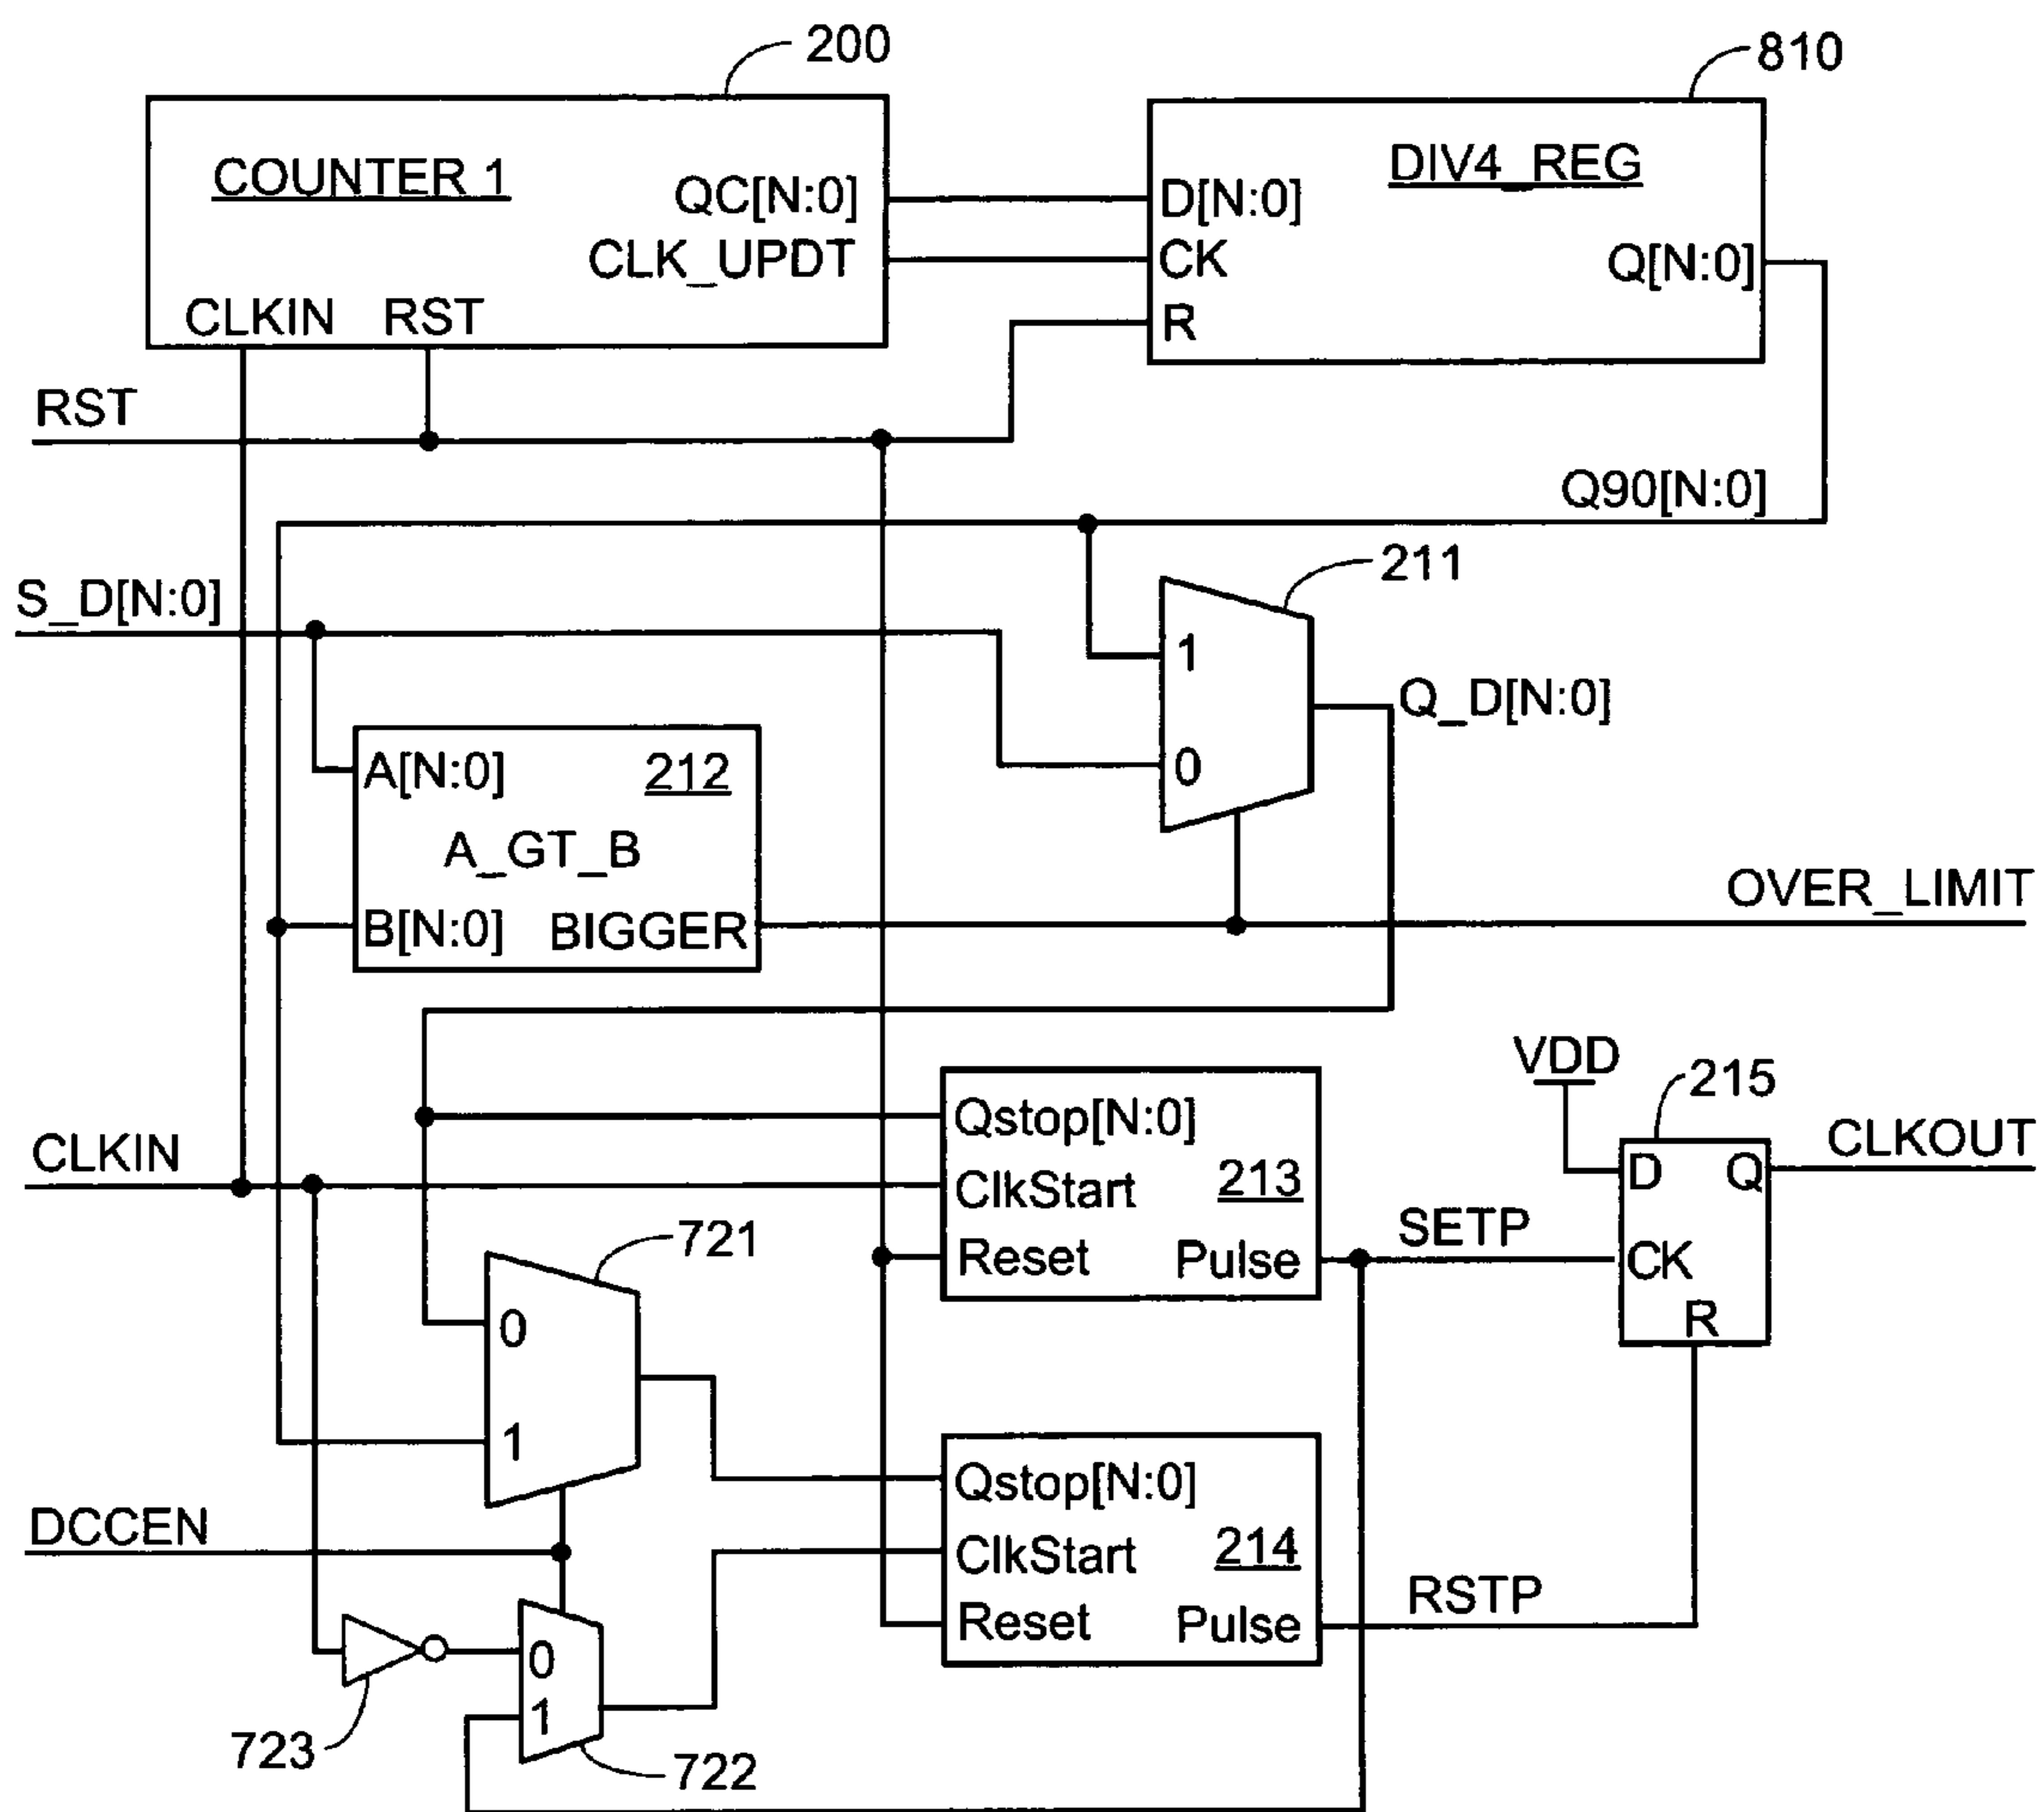 200
810
COUNTER 1
QC[N:0]
CLK_UPDT
CLKIN
RST
DIV4_REG
D[N:0]
CK
R
Q[N:0]
RST
Q90[N:0]
S_D[N:0]
211
1
0
Q_D[N:0]
A[N:0]
212
A_GT_B
B[N:0]
BIGGER
OVER_LIMIT
VDD
215
CLKIN
Qstop[N:0]
ClkStart
213
Reset
Pulse
SETP
D
Q
CK
R
CLKOUT
721
0
1
DCCEN
Qstop[N:0]
ClkStart
214
Reset
Pulse
RSTP
0
1
723
722